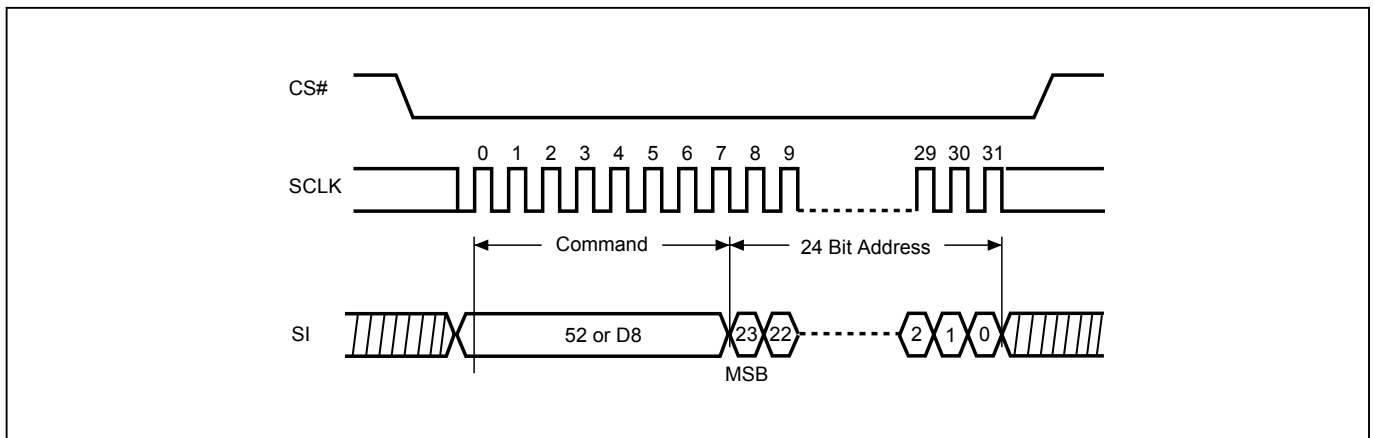 CS#
0 1 2 3 4 5 6 7 8 9 29 30 31
SCLK
Command 24 Bit Address
SI 52 or D8 23 22 2 1 0
MSB